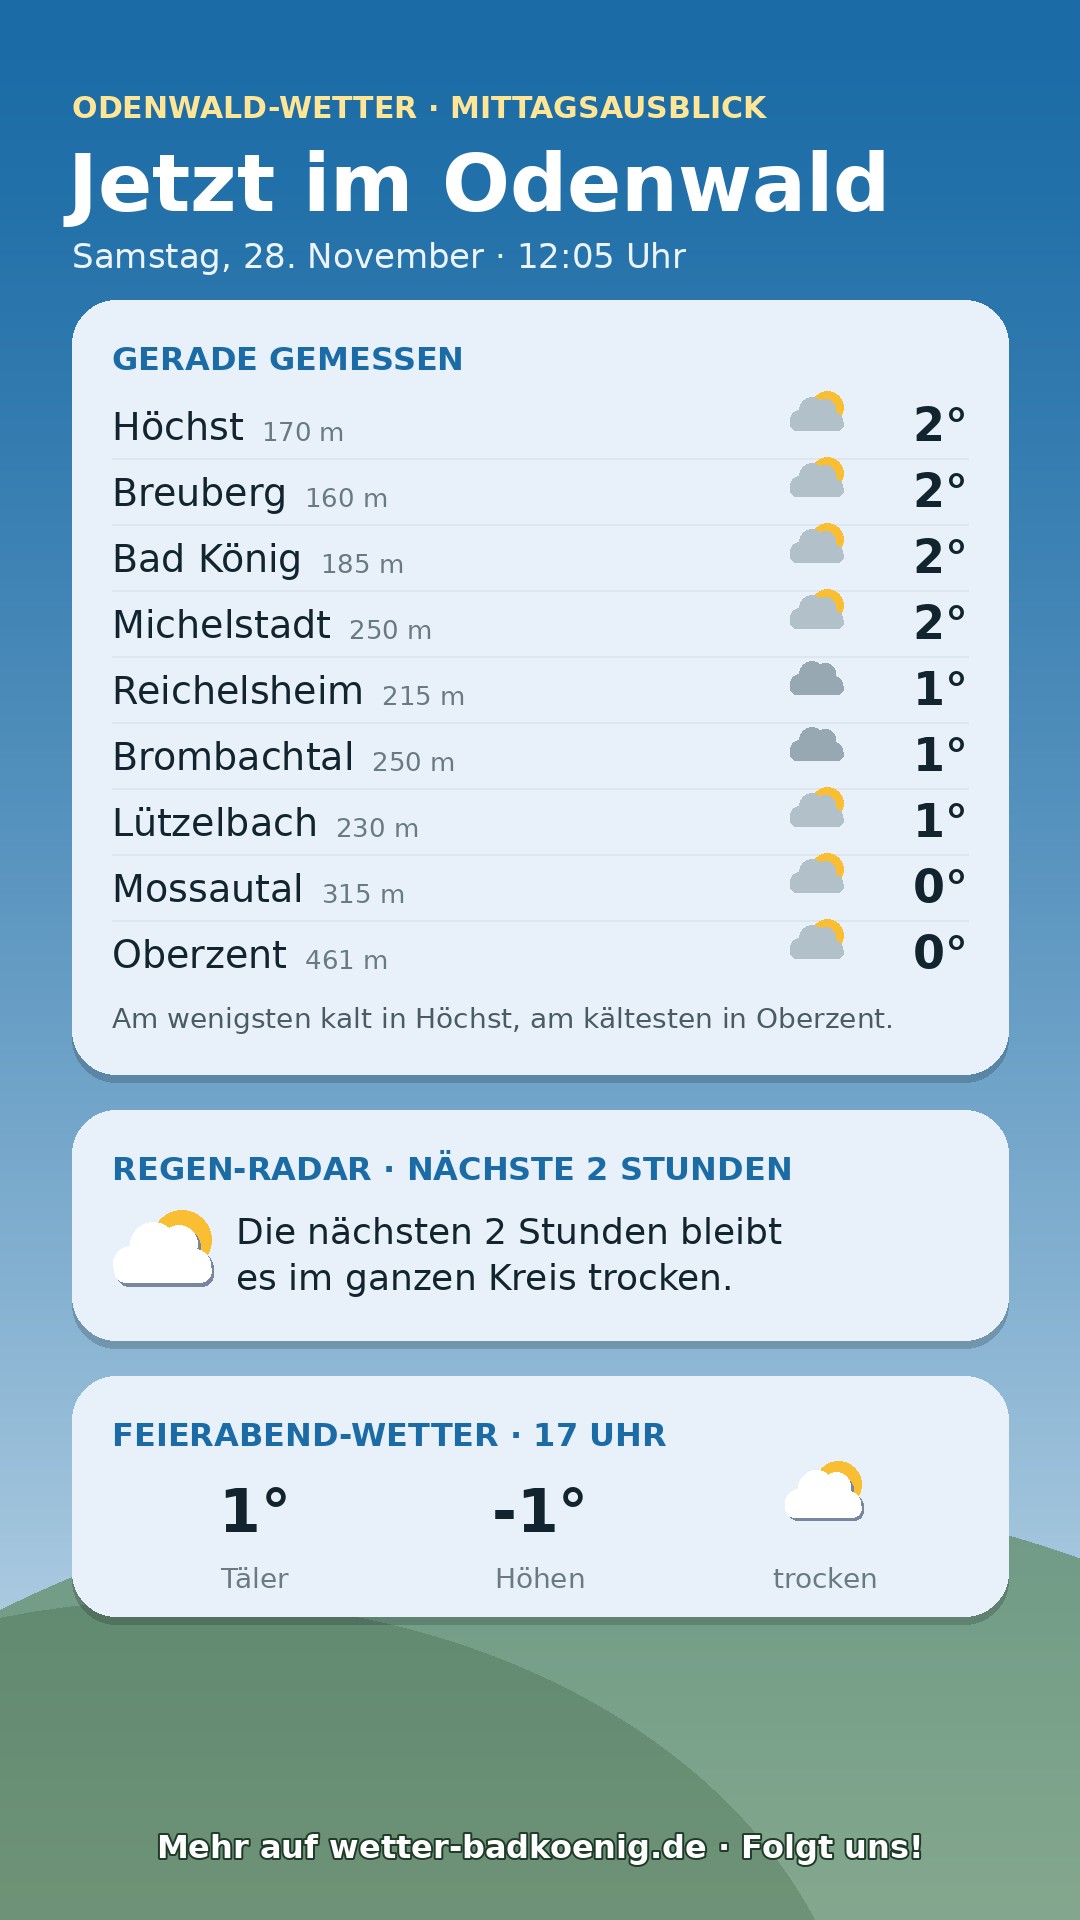 ODENWALD-WETTER · MITTAGSAUSBLICK
Jetzt im Odenwald
Samstag, 28. November · 12:05 Uhr
GERADE GEMESSEN
Höchst 170 m 2°
Breuberg 160 m 2°
Bad König 185 m 2°
Michelstadt 250 m 2°
Reichelsheim 215 m 1°
Brombachtal 250 m 1°
Lützelbach 230 m 1°
Mossautal 315 m 0°
Oberzent 461 m 0°
Am wenigsten kalt in Höchst, am kältesten in Oberzent.
REGEN-RADAR · NÄCHSTE 2 STUNDEN
Die nächsten 2 Stunden bleibt
es im ganzen Kreis trocken.
FEIERABEND-WETTER · 17 UHR
1° -1°
Täler Höhen trocken
Mehr auf wetter-badkoenig.de · Folgt uns!